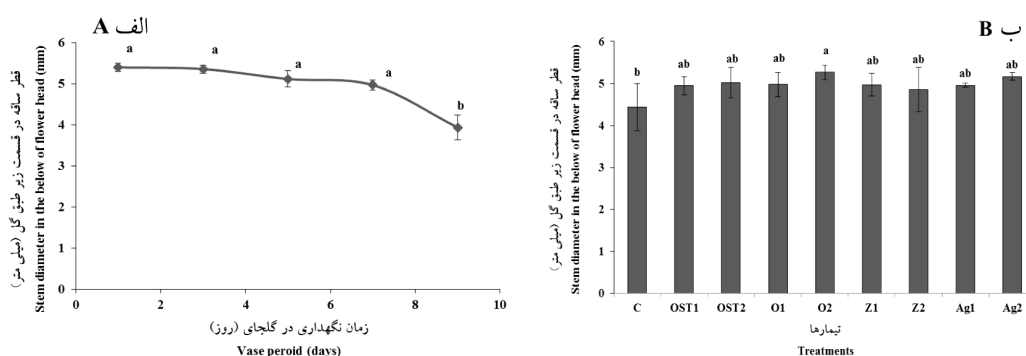 A الف
قطر ساقه در قسمت زیر طبق گل (میلی متر)
Stem diameter in the below of flower head (mm)
6
5
4
3
2
1
0
a
a
a
a
b
0 2 4 6 8 10
زمان نگهداری در گلجای (روز)
Vase peroid (days)
B ب
قطر ساقه در قسمت زیر طبق گل (میلی متر)
Stem diameter in the below of flower head (mm)
6
5
4
3
2
1
0
b ab ab ab a ab ab ab ab
C OST1 OST2 O1 O2 Z1 Z2 Ag1 Ag2
تیمارها
Treatments